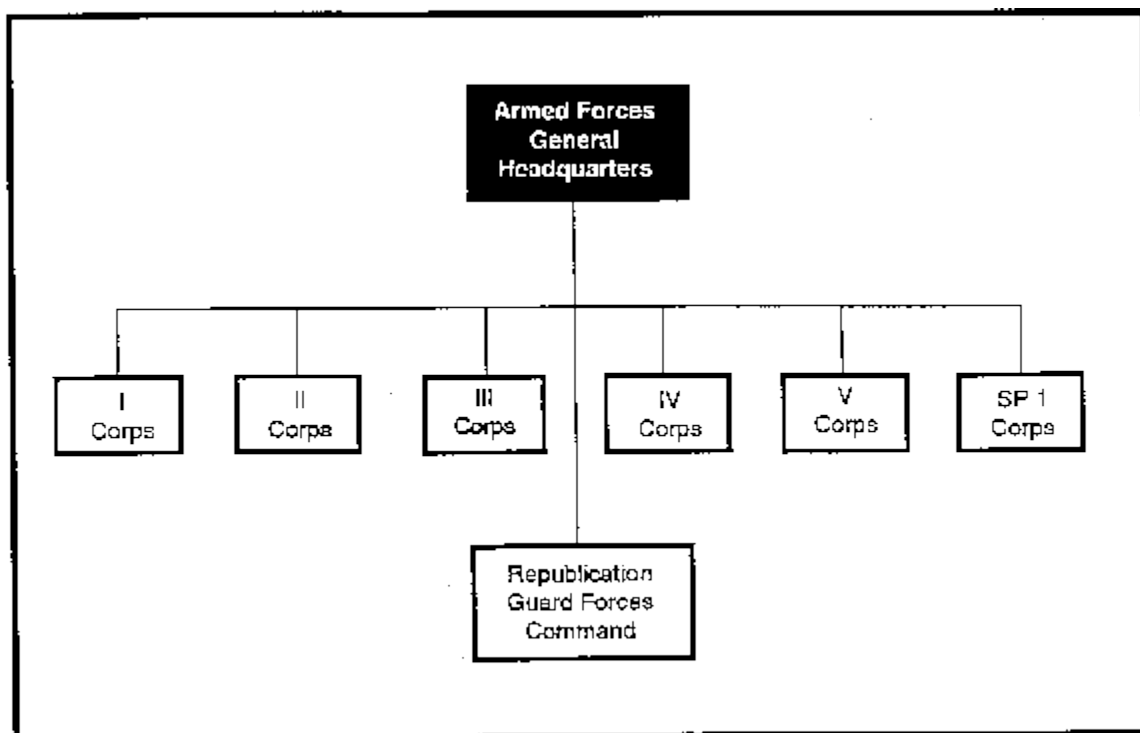 Armed Forces
General
Headquarters
I
Corps
II
Corps
III
Corps
IV
Corps
V
Corps
SP 1
Corps
Republication
Guard Forces
Command